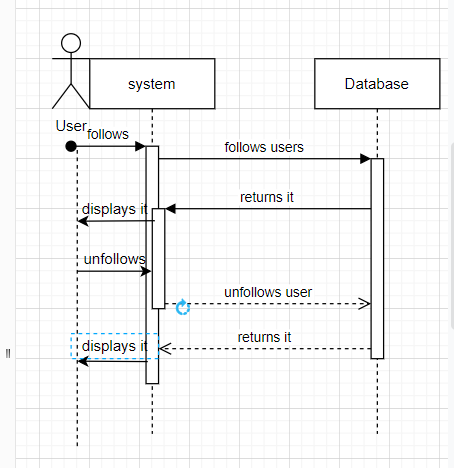 system
Database
User
follows
follows users
returns it
displays it
unfollows
unfollows user
returns it
displays it